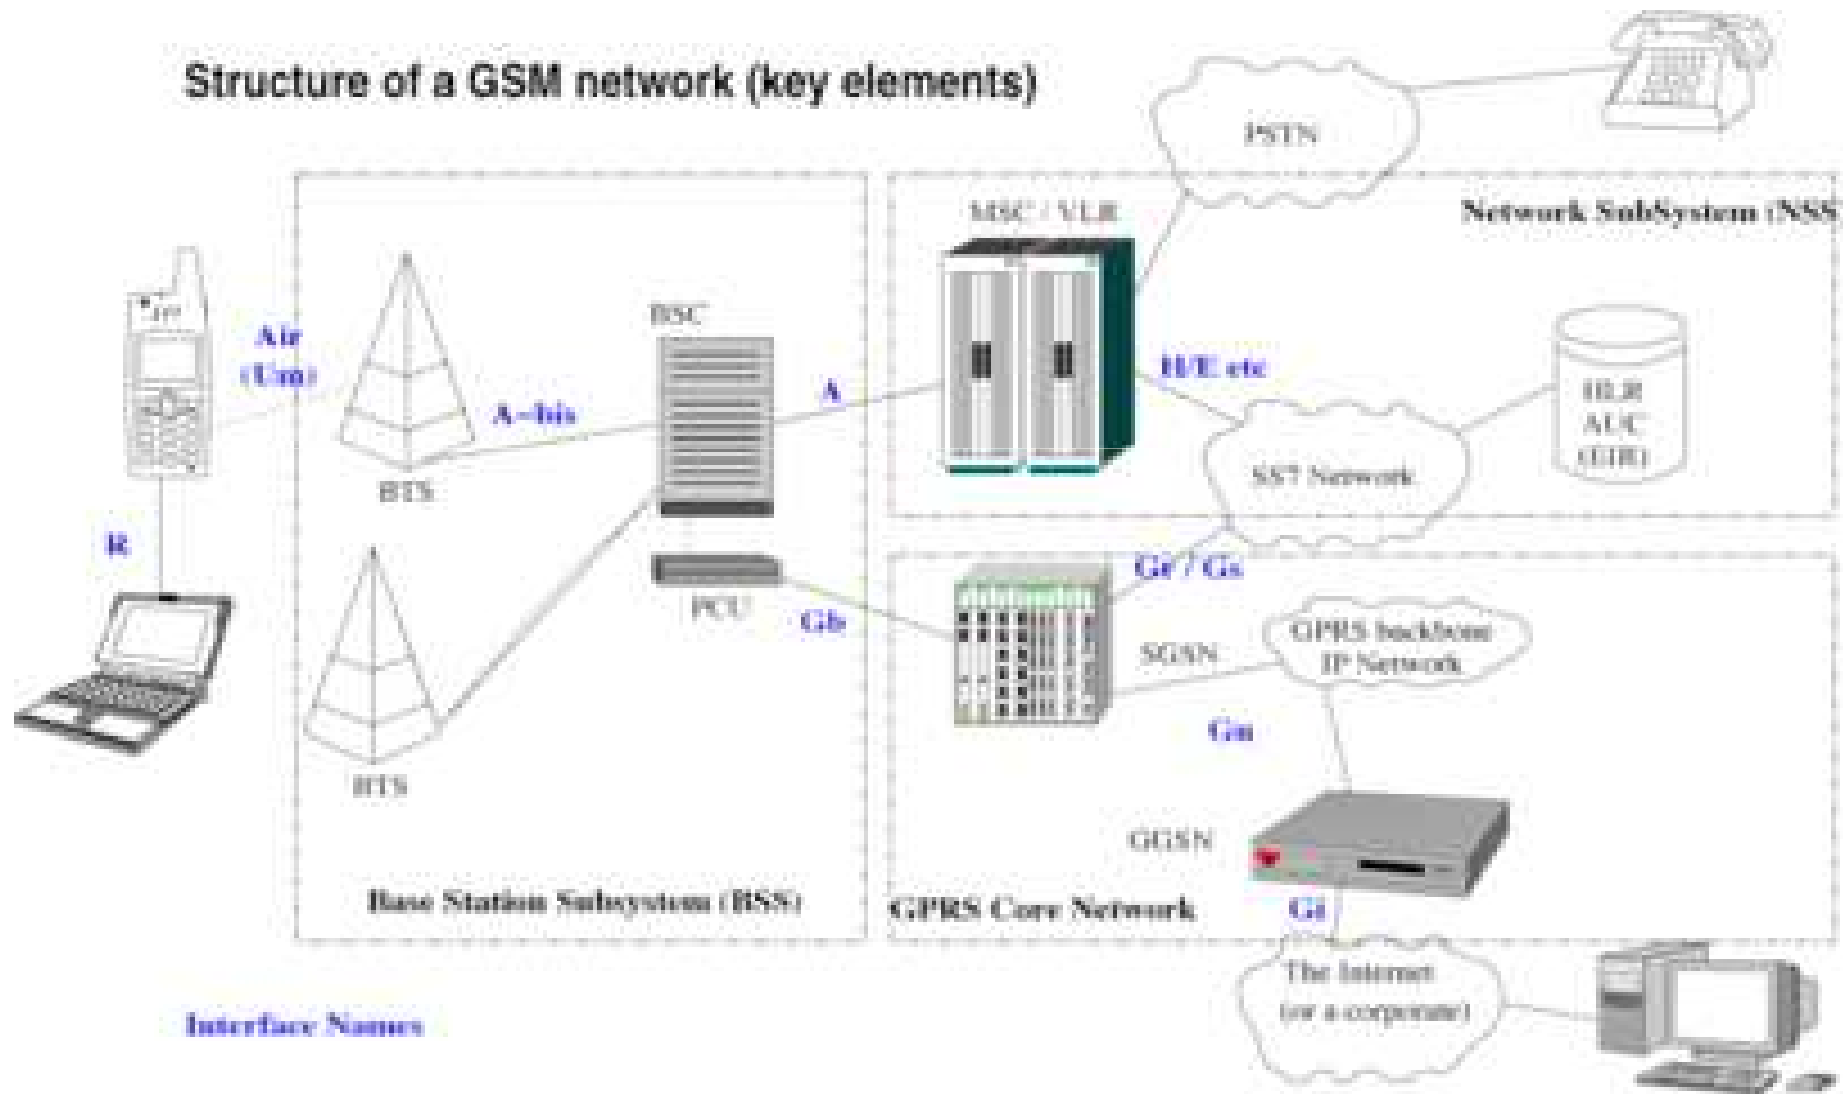 Structure of a GSM network (key elements)
PSTN
MSC / VLR
Network SubSystem (NSS
BSC
Air
(Um)
A-bis
A
H/E etc
HLR
AUC
(EIR)
BTS
SS7 Network
R
PCU
Gb
Gr / Gs
SGSN
GPRS backbone
IP Network
Gn
BTS
GGSN
Base Station Subsystem (BSS)
GPRS Core Network
Gi
The Internet
(or a corporate)
Interface Names